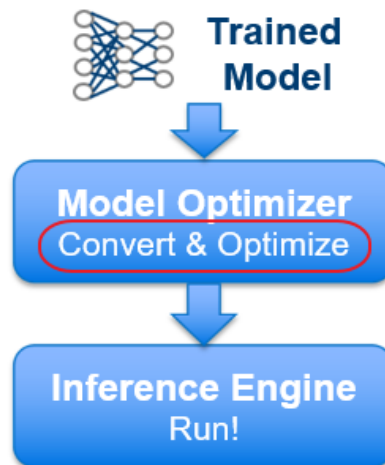 Trained
Model
Model Optimizer
Convert & Optimize
Inference Engine
Run!